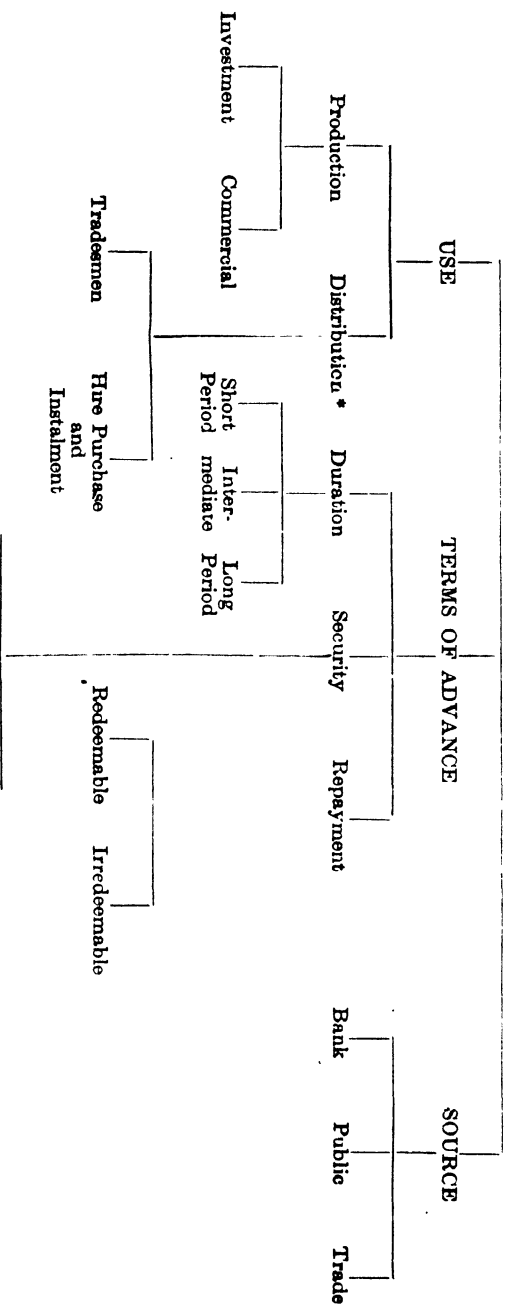 USE
TERMS OF ADVANCE
SOURCE
Production
Distribution *
Duration
Security
Repayment
Bank
Public
Trade
Investment
Commercial
Short
Period
Inter-
mediate
Long
Period
Tradesmen
Hire Purchase
and
Instalment
Redeemable
Irredeemable